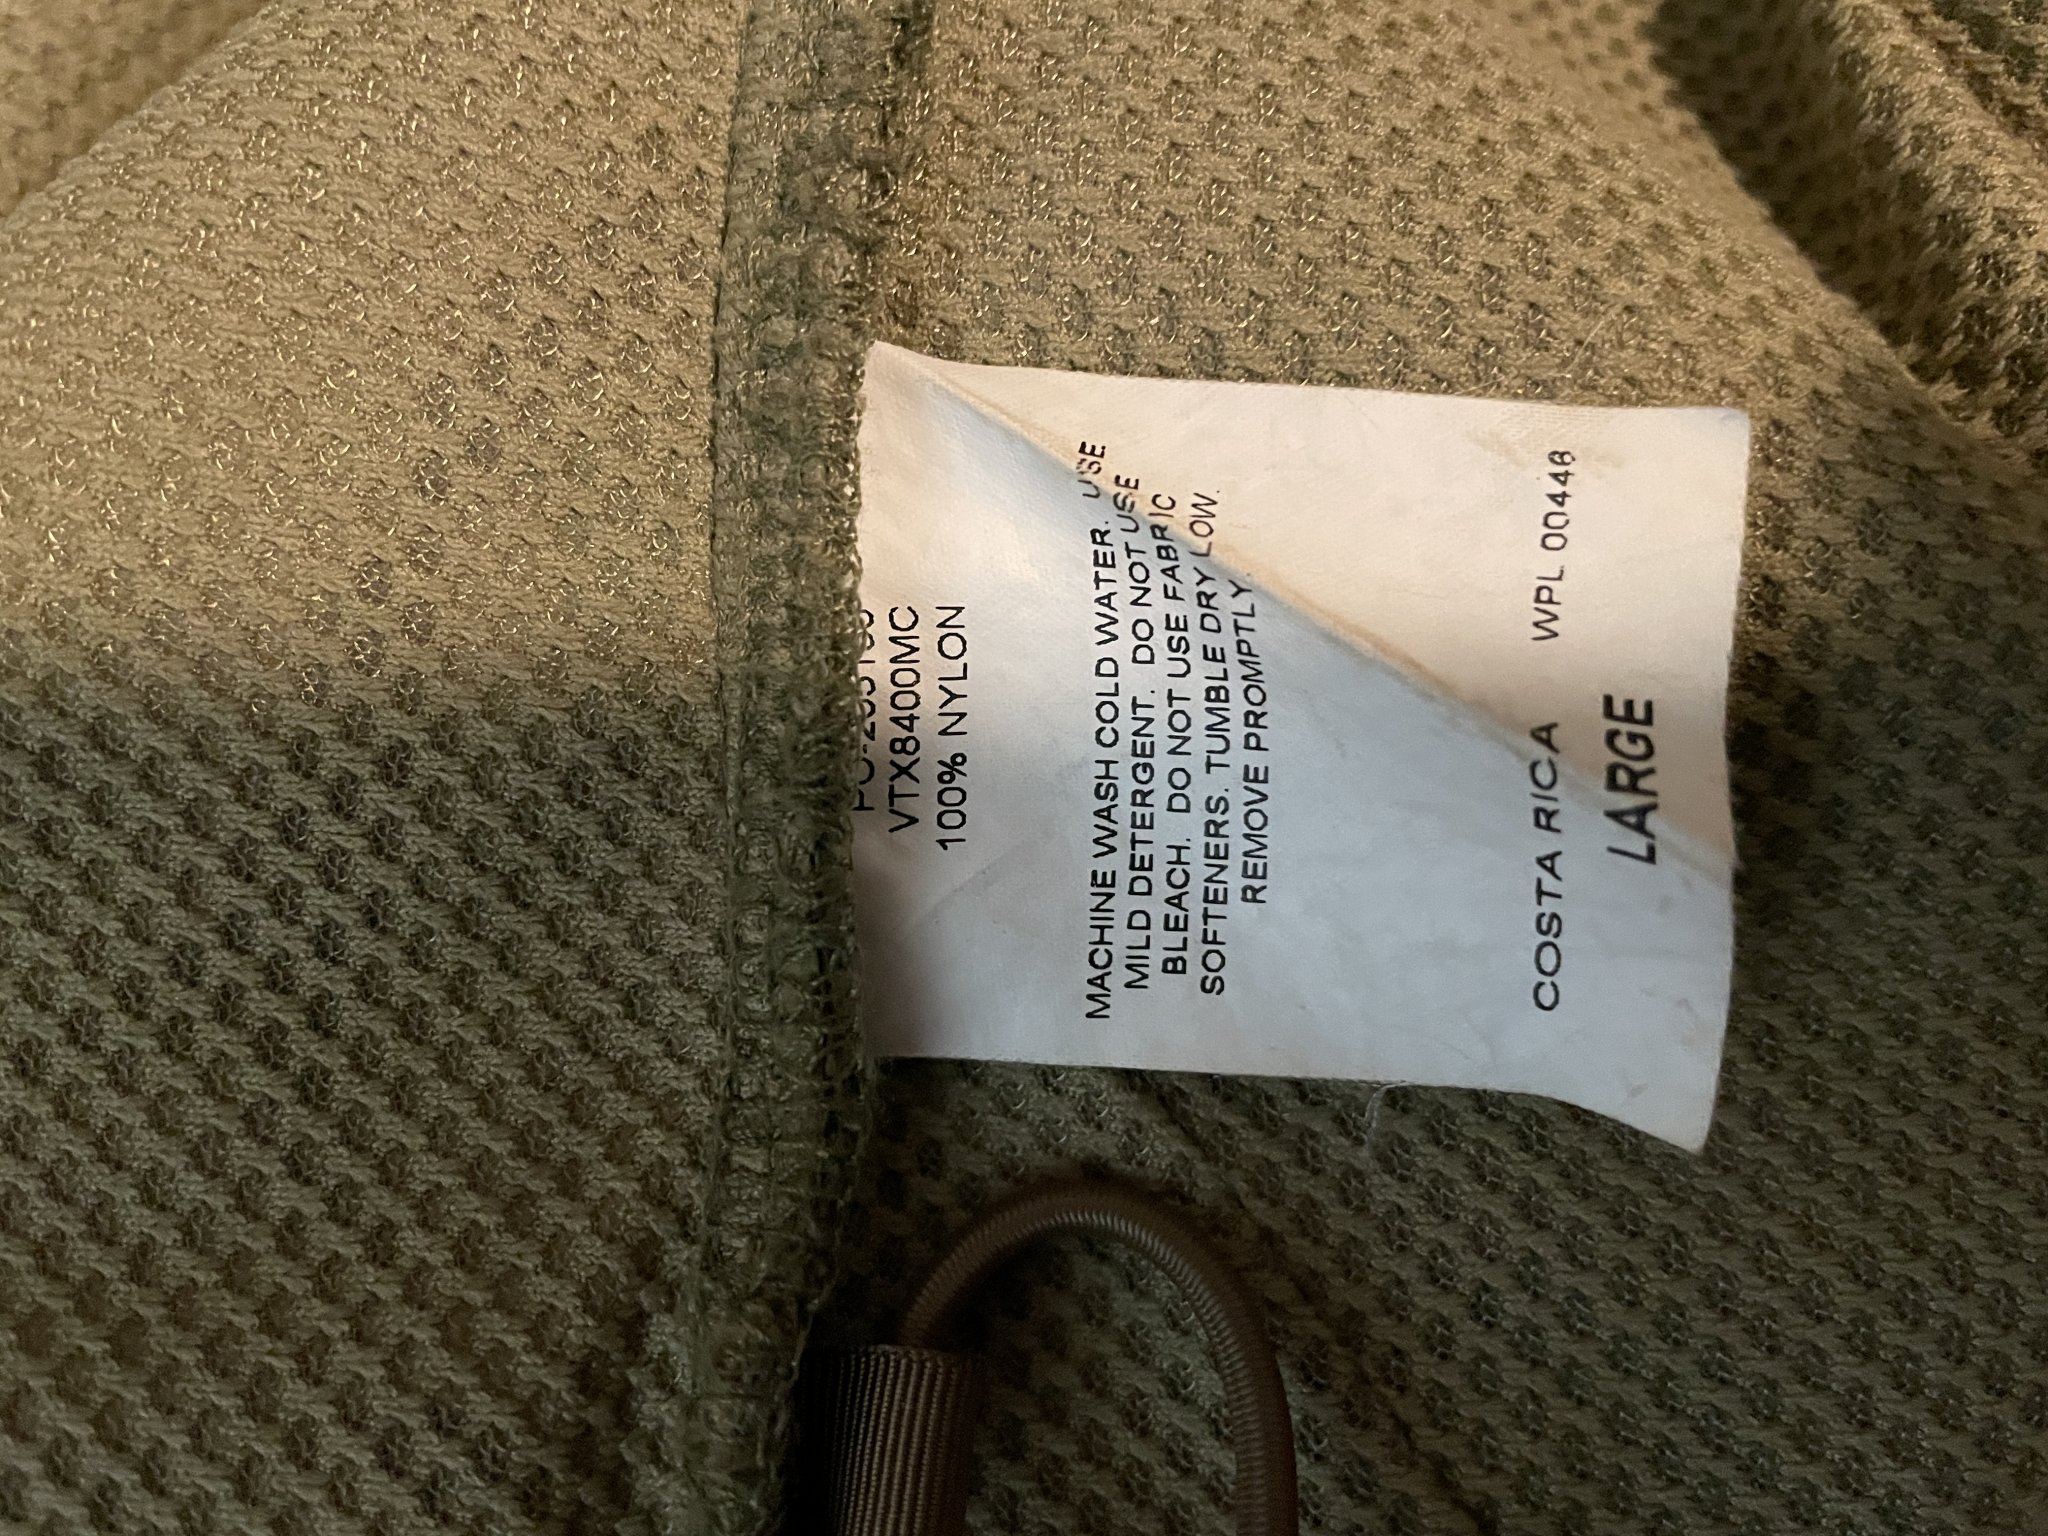 VTX8400MC
100% NYLON
MACHINE WASH COLD WATER. USE
MILD DETERGENT. DO NOT USE
BLEACH. DO NOT USE FABRIC
SOFTENERS. TUMBLE DRY LOW.
REMOVE PROMPTLY.
COSTA RICA WPL 00446
LARGE